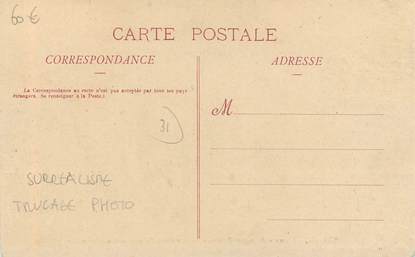 60 €
CARTE POSTALE
CORRESPONDANCE
ADRESSE
La Correspondance au recto n'est pas acceptée par tous les pays
étrangers. (Se renseigner à la Poste.)
M
31
SURREALISME
TRUCAGE PHOTO